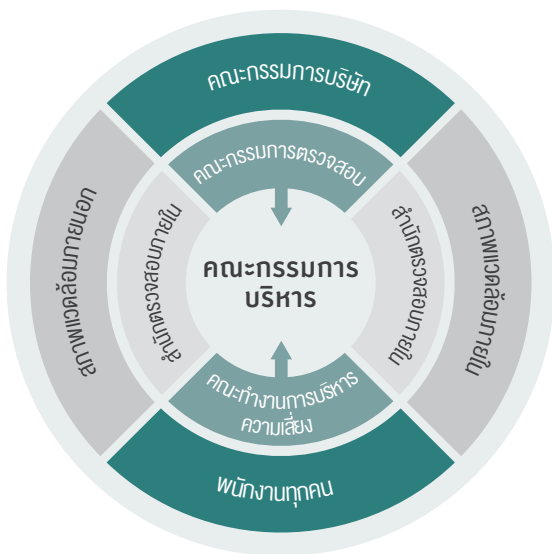 คณะกรรมการบริษัท
คณะกรรมการตรวจสอบ
สภาพแวดล้อมภายนอก
สำนักตรวจสอบภายใน
คณะกรรมการ
บริหาร
สำนักตรวจสอบภายใน
สภาพแวดล้อมภายใน
คณะทำงานการบริหาร
ความเสี่ยง
พนักงานทุกคน